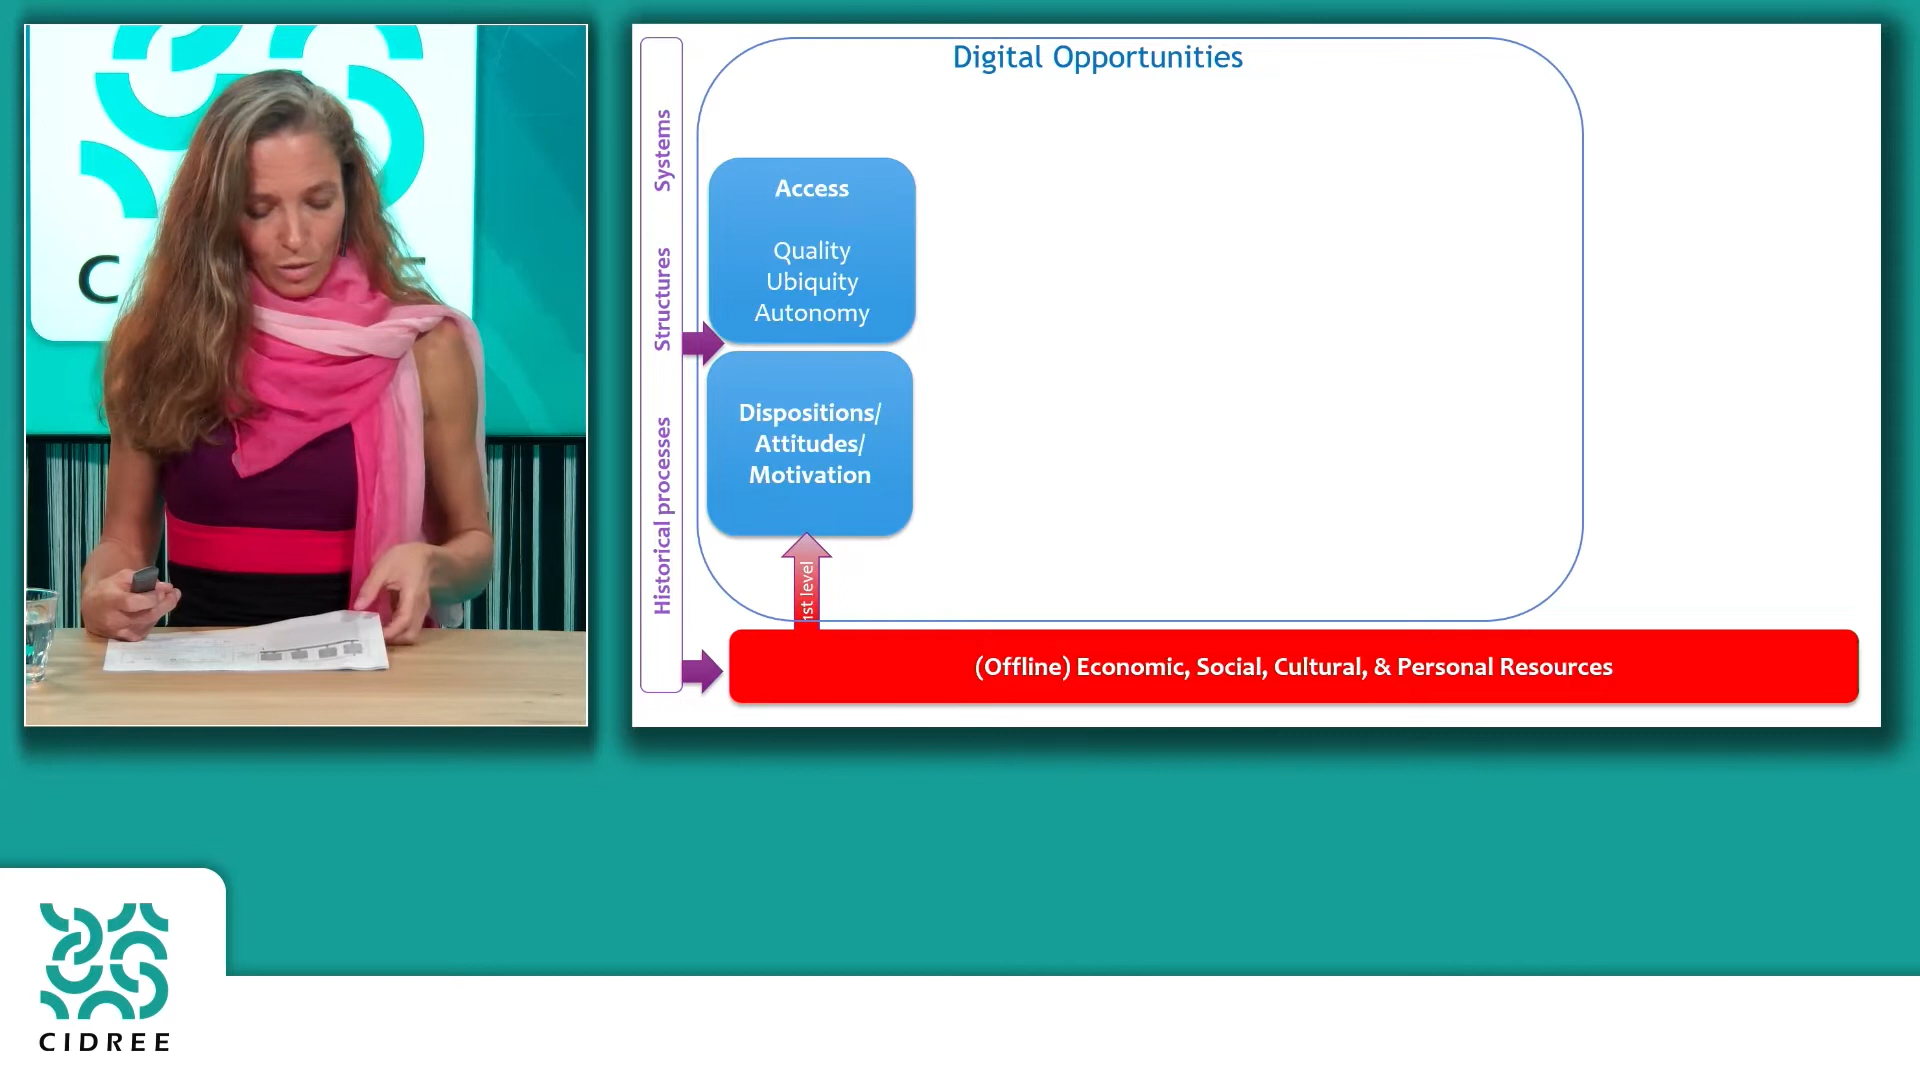 Digital Opportunities
Systems
Structures
Historical processes
Access
Quality
Ubiquity
Autonomy
Dispositions/
Attitudes/
Motivation
1st level
(Offline) Economic, Social, Cultural, & Personal Resources
C
CIDREE